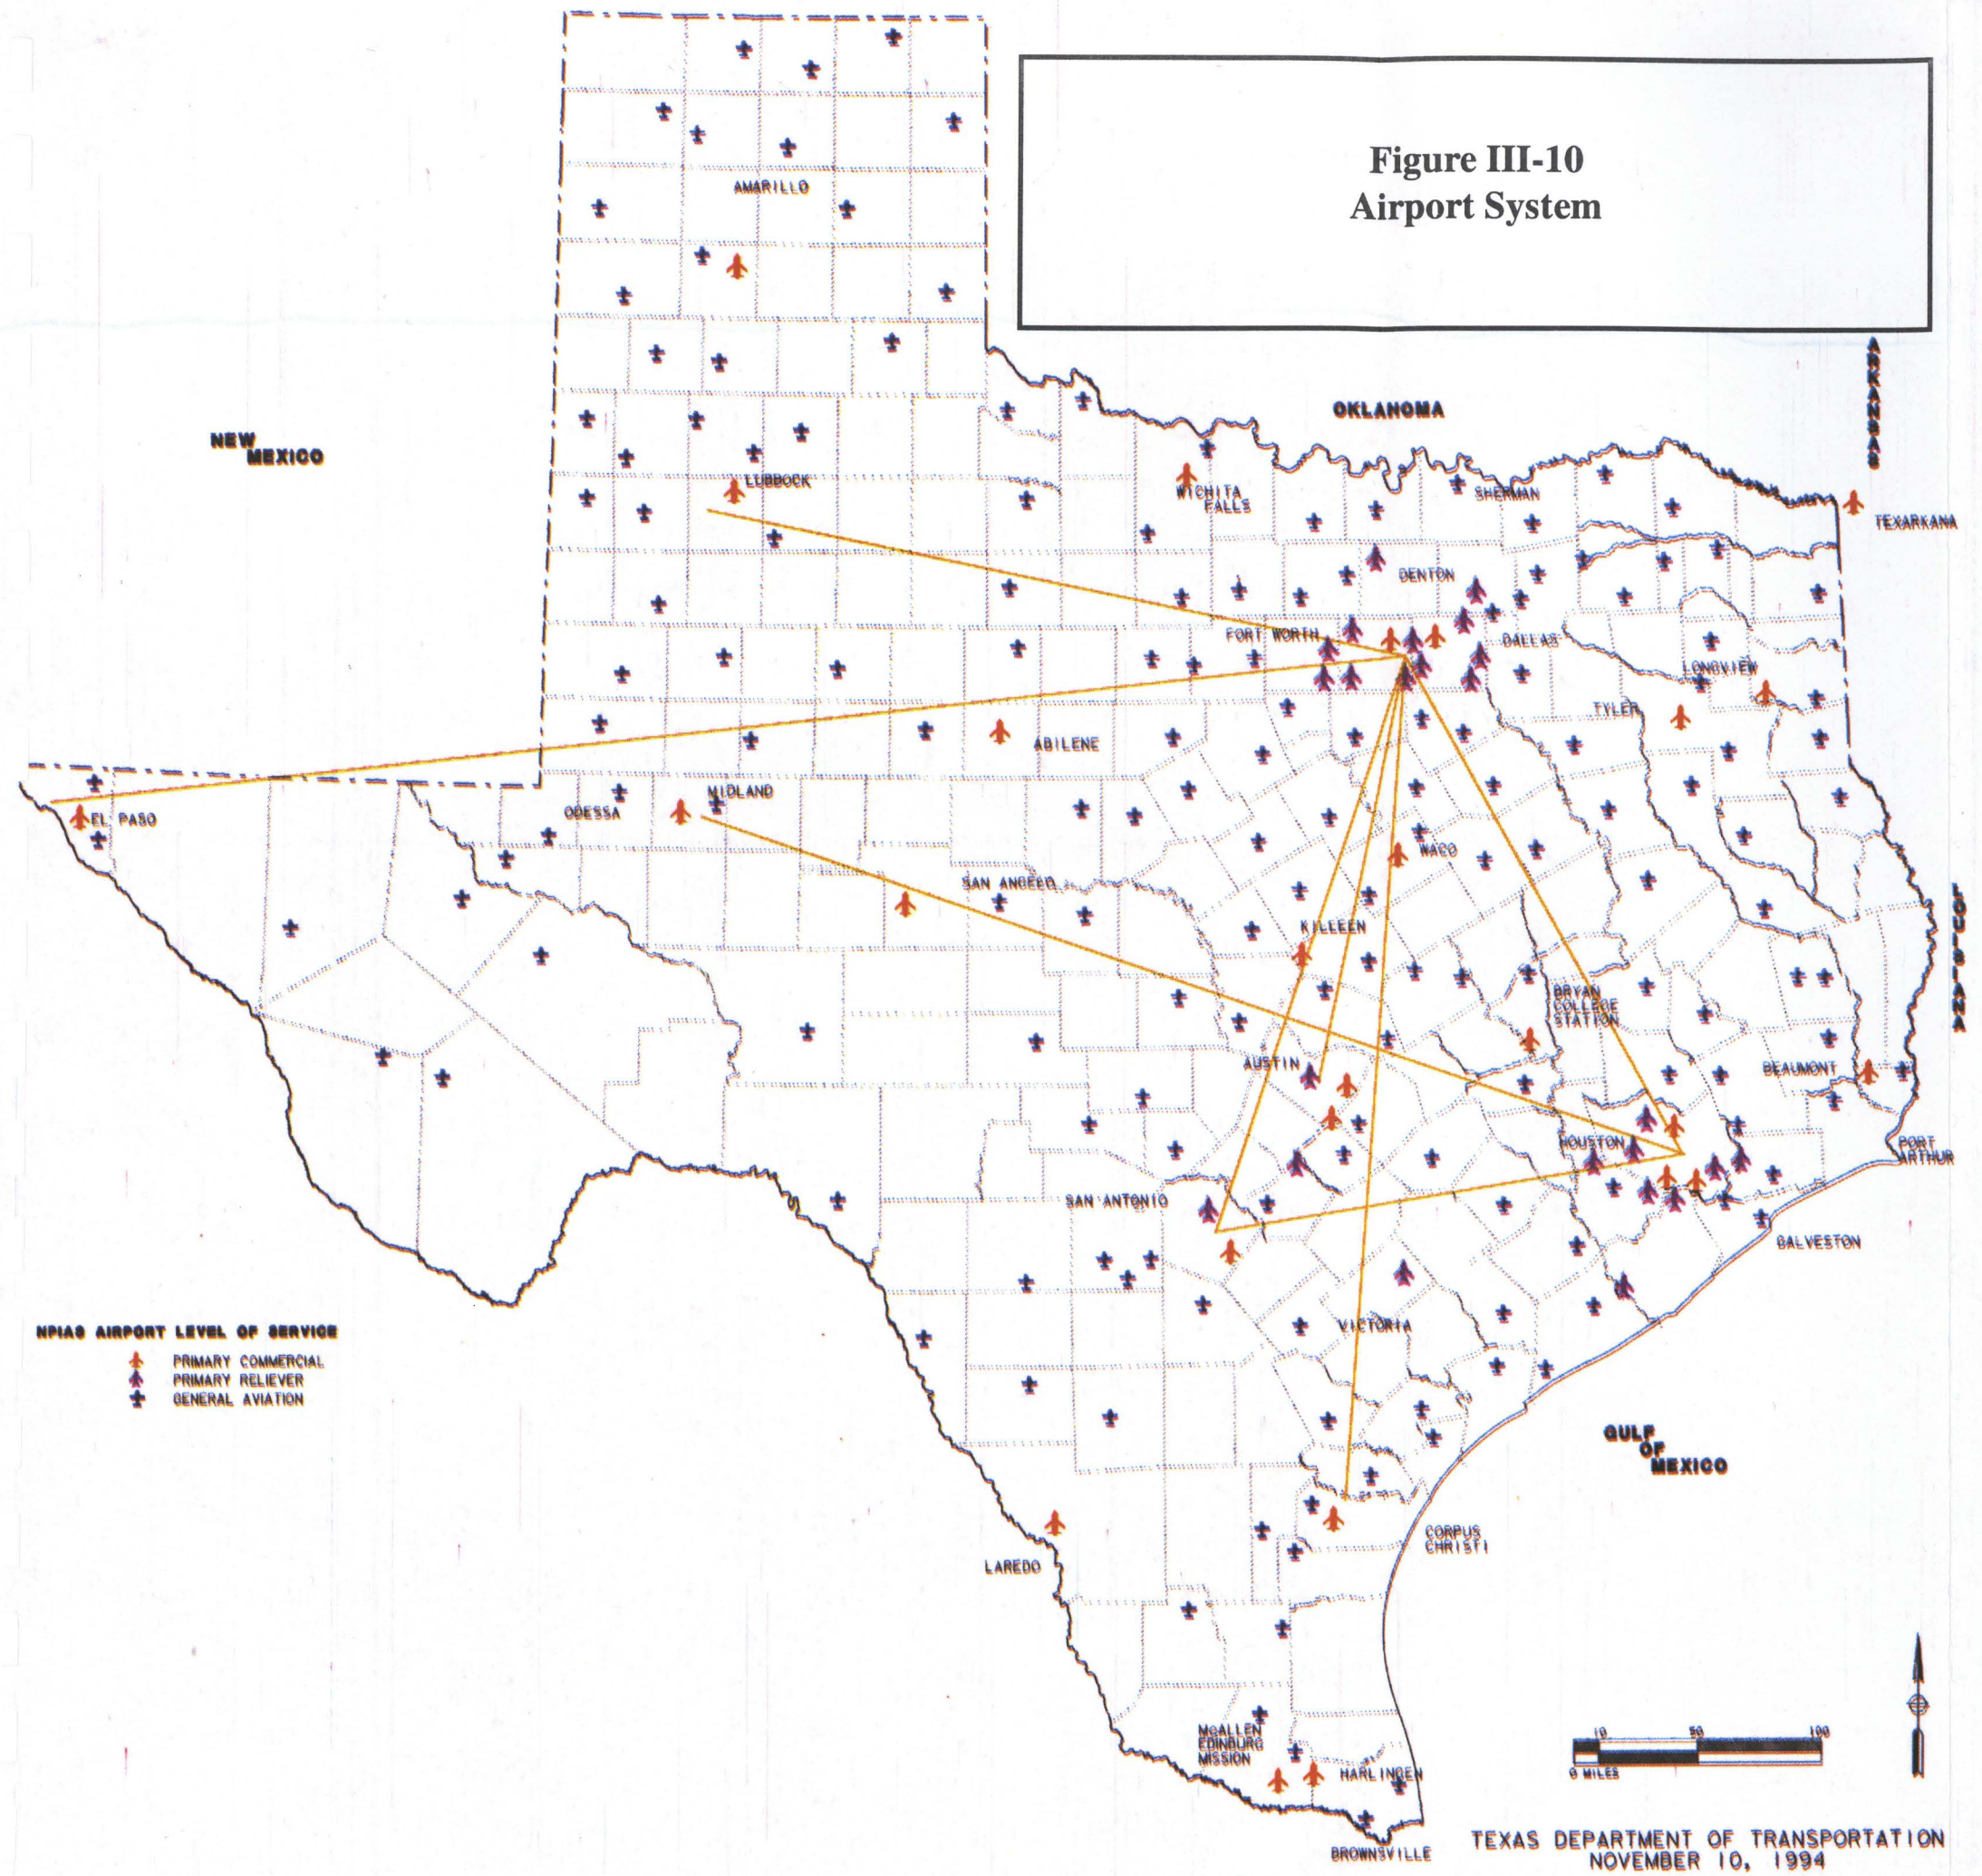 Figure III-10
Airport System
ARKANSAS
OKLAHOMA
NEW
MEXICO
AMARILLO
LUBBOCK
WICHITA
FALLS
SHERMAN
TEXARKANA
DENTON
FORT WORTH
DALLAS
LONGVIEW
TYLER
ABILENE
ODESSA
MIDLAND
EL PASO
WACO
SAN ANGELO
KILLEEN
LOUISIANA
BRYAN
COLLEGE
STATION
AUSTIN
BEAUMONT
HOUSTON
PORT
ARTHUR
SAN ANTONIO
GALVESTON
VICTORIA
NPIAS AIRPORT LEVEL OF SERVICE
PRIMARY COMMERCIAL
PRIMARY RELIEVER
GENERAL AVIATION
GULF
OF
MEXICO
CORPUS
CHRISTI
LAREDO
McALLEN
EDINBURG
MISSION
HARLINGEN
BROWNSVILLE
10 50 100
0 MILES
TEXAS DEPARTMENT OF TRANSPORTATION
NOVEMBER 10, 1994